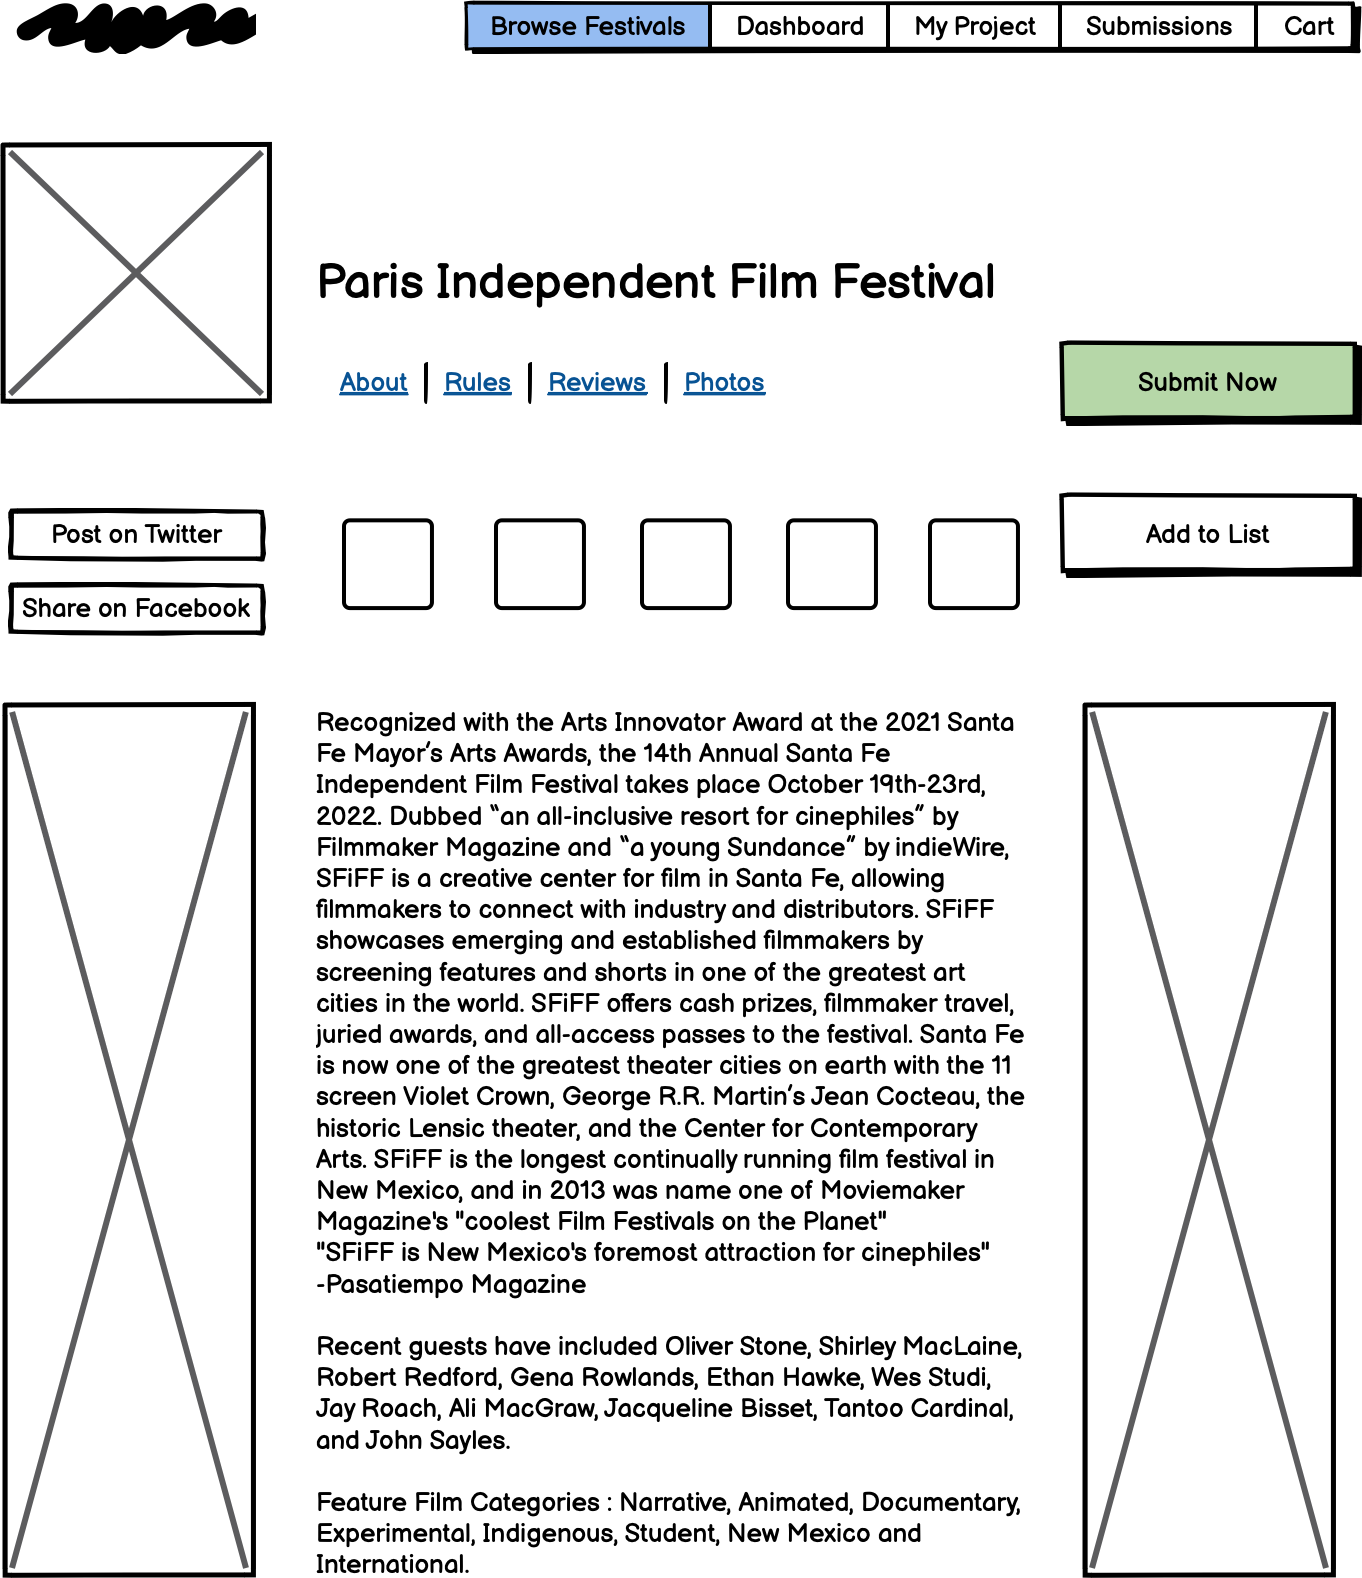 Browse Festivals Dashboard My Project Submissions Cart
Paris Independent Film Festival
About Rules Reviews Photos
Submit Now
Post on Twitter
Add to List
Share on Facebook
Recognized with the Arts Innovator Award at the 2021 Santa
Fe Mayor’s Arts Awards, the 14th Annual Santa Fe
Independent Film Festival takes place October 19th-23rd,
2022. Dubbed “an all-inclusive resort for cinephiles” by
Filmmaker Magazine and “a young Sundance” by indieWire,
SFiFF is a creative center for film in Santa Fe, allowing
filmmakers to connect with industry and distributors. SFiFF
showcases emerging and established filmmakers by
screening features and shorts in one of the greatest art
cities in the world. SFiFF offers cash prizes, filmmaker travel,
juried awards, and all-access passes to the festival. Santa Fe
is now one of the greatest theater cities on earth with the 11
screen Violet Crown, George R.R. Martin’s Jean Cocteau, the
historic Lensic theater, and the Center for Contemporary
Arts. SFiFF is the longest continually running film festival in
New Mexico, and in 2013 was name one of Moviemaker
Magazine's "coolest Film Festivals on the Planet"
"SFiFF is New Mexico's foremost attraction for cinephiles"
-Pasatiempo Magazine
Recent guests have included Oliver Stone, Shirley MacLaine,
Robert Redford, Gena Rowlands, Ethan Hawke, Wes Studi,
Jay Roach, Ali MacGraw, Jacqueline Bisset, Tantoo Cardinal,
and John Sayles.
Feature Film Categories : Narrative, Animated, Documentary,
Experimental, Indigenous, Student, New Mexico and
International.